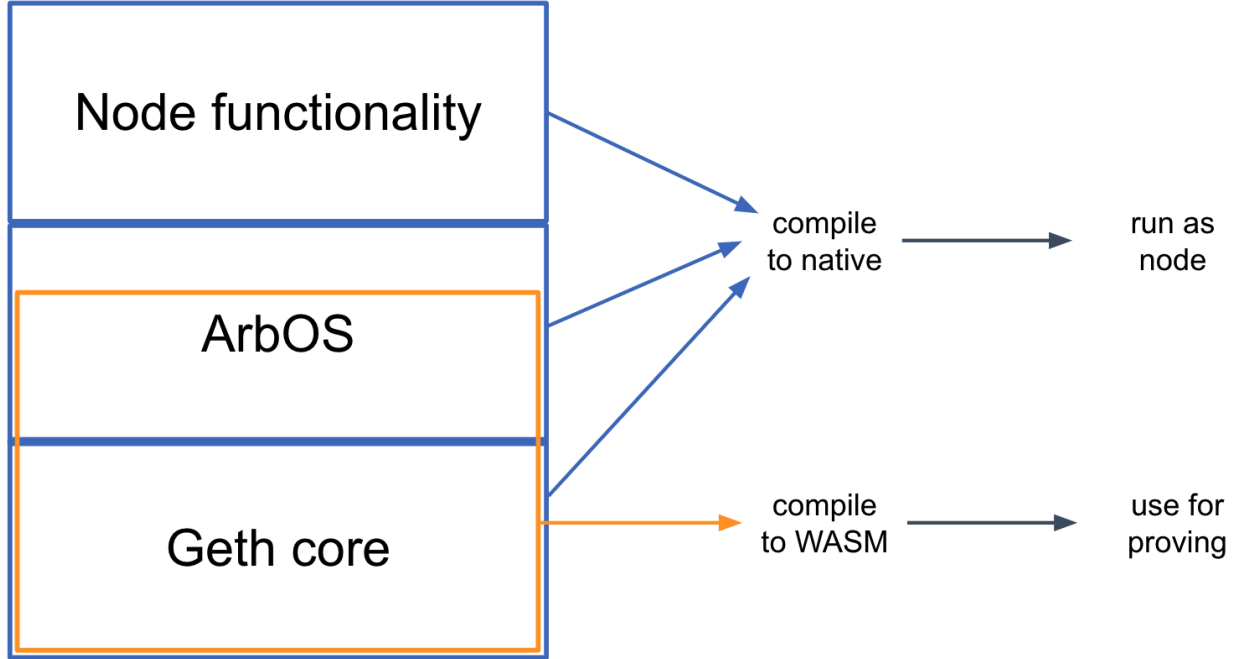 Node functionality
ArbOS
Geth core
compile
to native
run as
node
compile
to WASM
use for
proving